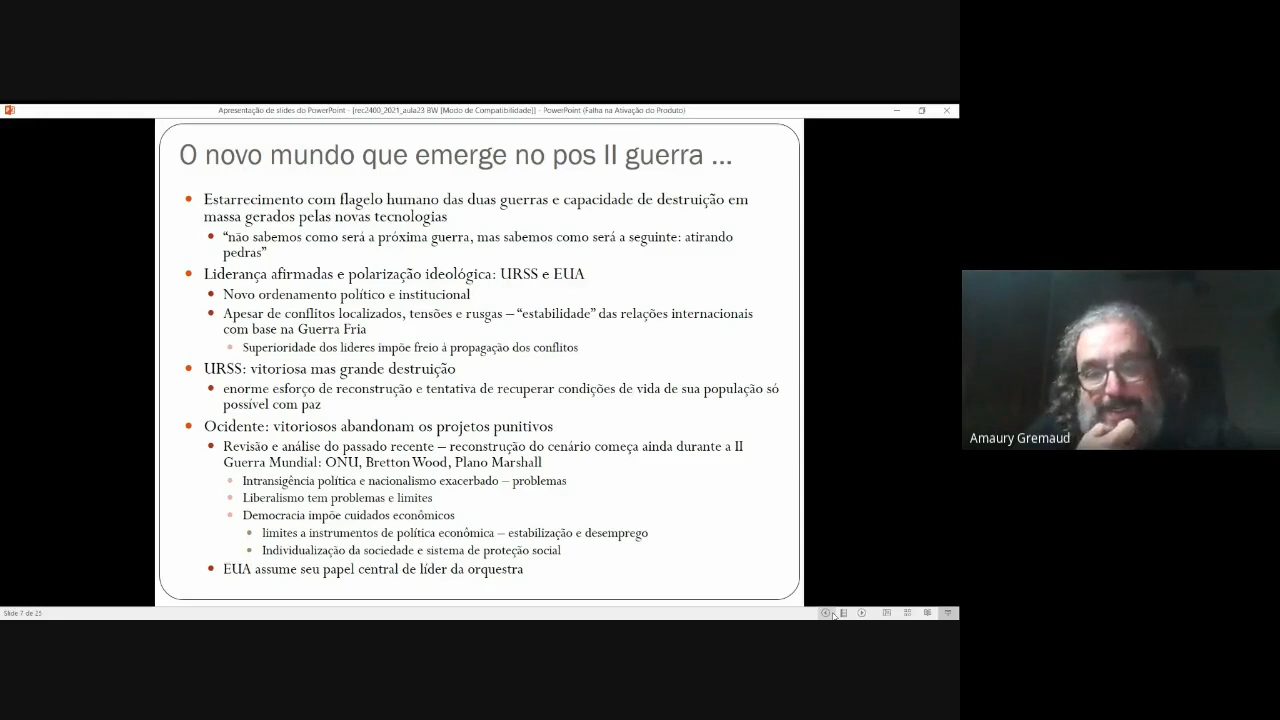 Apresentação de slides do PowerPoint - [rec2400_2021_aula23 BW [Modo de Compatibilidade]] - PowerPoint (Falha na Ativação do Produto)
O novo mundo que emerge no pos II guerra ...
Estarrecimento com flagelo humano das duas guerras e capacidade de destruição em
massa gerados pelas novas tecnologias
“não sabemos como será a próxima guerra, mas sabemos como será a seguinte: atirando
pedras”
Liderança afirmadas e polarização ideológica: URSS e EUA
Novo ordenamento político e institucional
Apesar de conflitos localizados, tensões e rusgas – “estabilidade” das relações internacionais
com base na Guerra Fria
Superioridade dos lideres impõe freio à propagação dos conflitos
URSS: vitoriosa mas grande destruição
enorme esforço de reconstrução e tentativa de recuperar condições de vida de sua população só
possível com paz
Ocidente: vitoriosos abandonam os projetos punitivos
Revisão e análise do passado recente – reconstrução do cenário começa ainda durante a II
Guerra Mundial: ONU, Bretton Wood, Plano Marshall
Intransigência política e nacionalismo exacerbado – problemas
Liberalismo tem problemas e limites
Democracia impõe cuidados econômicos
limites a instrumentos de política econômica – estabilização e desemprego
Individualização da sociedade e sistema de proteção social
EUA assume seu papel central de líder da orquestra
Slide 7 de 25
Amaury Gremaud